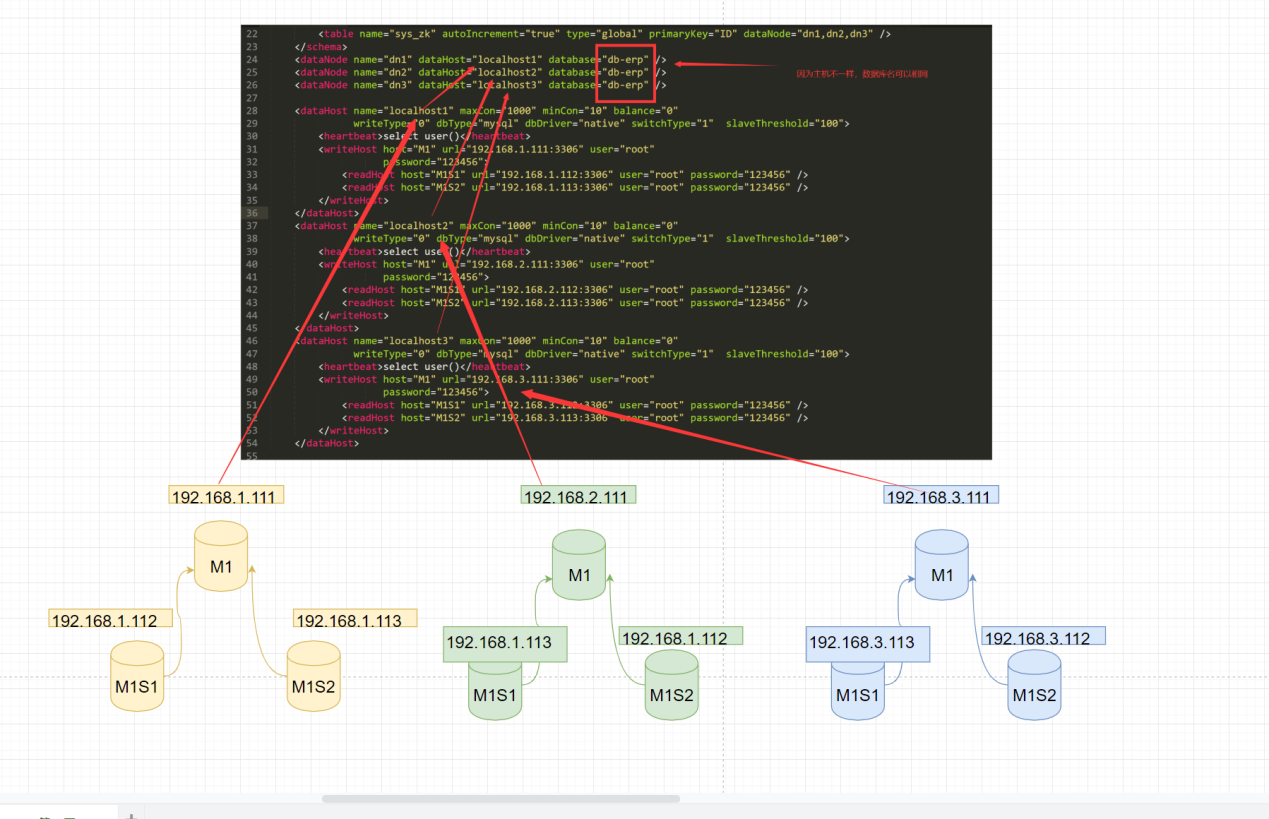 22 <table name="sys_zk" autoIncrement="true" type="global" primaryKey="ID" dataNode="dn1,dn2,dn3" />
23 </schema>
24 <dataNode name="dn1" dataHost="localhost1" database="db-erp" />
25 <dataNode name="dn2" dataHost="localhost2" database="db-erp" />
26 <dataNode name="dn3" dataHost="localhost3" database="db-erp" />
因为主机不一样，数据库名可以相同
27
28 <dataHost name="localhost1" maxCon="1000" minCon="10" balance="0"
29 writeType="0" dbType="mysql" dbDriver="native" switchType="1" slaveThreshold="100">
30 <heartbeat>select user()</heartbeat>
31 <writeHost host="M1" url="192.168.1.111:3306" user="root"
32 password="123456">
33 <readHost host="M1S1" url="192.168.1.112:3306" user="root" password="123456" />
34 <readHost host="M1S2" url="192.168.1.113:3306" user="root" password="123456" />
35 </writeHost>
36 </dataHost>
37 <dataHost name="localhost2" maxCon="1000" minCon="10" balance="0"
38 writeType="0" dbType="mysql" dbDriver="native" switchType="1" slaveThreshold="100">
39 <heartbeat>select user()</heartbeat>
40 <writeHost host="M1" url="192.168.2.111:3306" user="root"
41 password="123456">
42 <readHost host="M1S1" url="192.168.2.112:3306" user="root" password="123456" />
43 <readHost host="M1S2" url="192.168.2.113:3306" user="root" password="123456" />
44 </writeHost>
45 </dataHost>
46 <dataHost name="localhost3" maxCon="1000" minCon="10" balance="0"
47 writeType="0" dbType="mysql" dbDriver="native" switchType="1" slaveThreshold="100">
48 <heartbeat>select user()</heartbeat>
49 <writeHost host="M1" url="192.168.3.111:3306" user="root"
50 password="123456">
51 <readHost host="M1S1" url="192.168.3.112:3306" user="root" password="123456" />
52 <readHost host="M1S2" url="192.168.3.113:3306" user="root" password="123456" />
53 </writeHost>
54 </dataHost>
55
192.168.1.111
192.168.2.111
192.168.3.111
M1
M1
M1
192.168.1.112
192.168.1.113
192.168.1.113
192.168.1.112
192.168.3.113
192.168.3.112
M1S1
M1S2
M1S1
M1S2
M1S1
M1S2